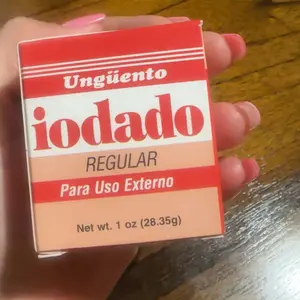 Ungüento
iodado
REGULAR
Para Uso Externo
Net wt. 1 oz (28.35g)